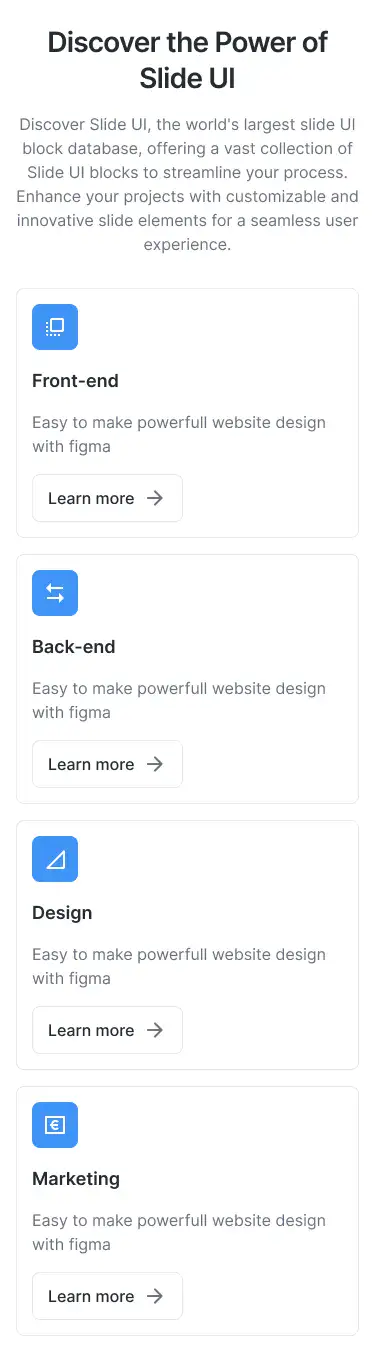 Discover the Power of
Slide UI
Discover Slide UI, the world's largest slide UI
block database, offering a vast collection of
Slide UI blocks to streamline your process.
Enhance your projects with customizable and
innovative slide elements for a seamless user
experience.
Front-end
Easy to make powerfull website design
with figma
Learn more
Back-end
Easy to make powerfull website design
with figma
Learn more
Design
Easy to make powerfull website design
with figma
Learn more
Marketing
Easy to make powerfull website design
with figma
Learn more